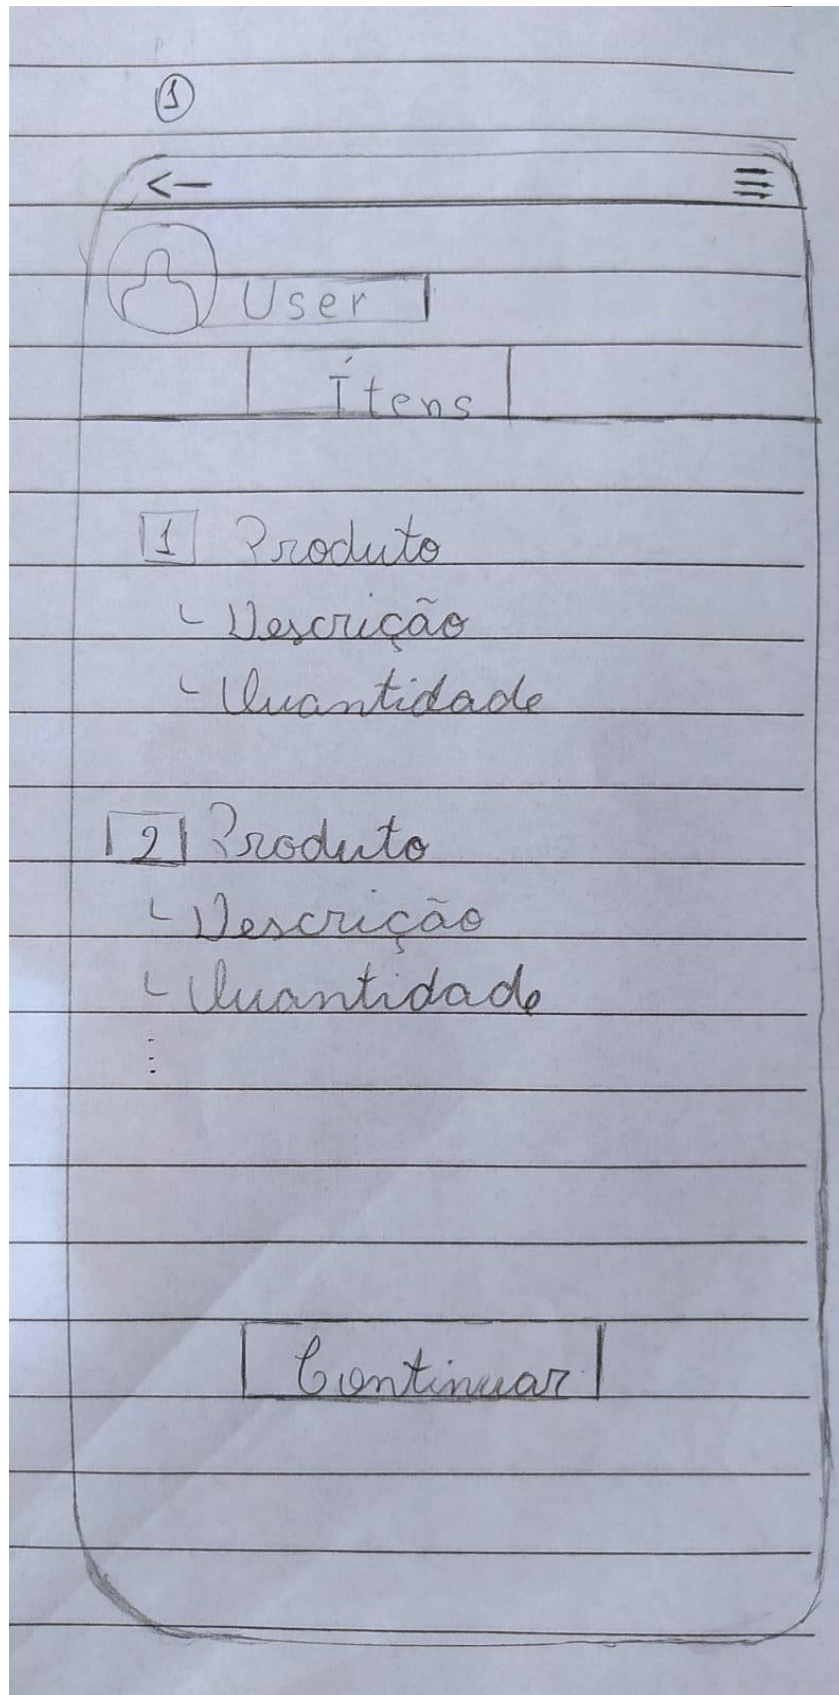 1
<-
User
Ítens
1 Produto
- Descrição
- Quantidade
2 Produto
- Descrição
- Quantidade
⋮
Continuar